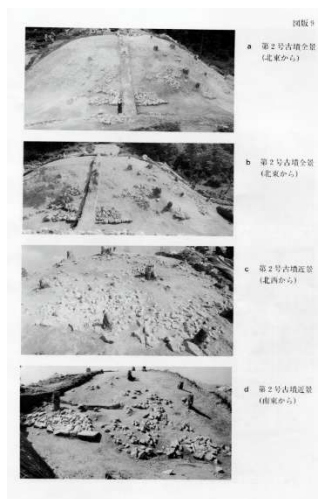 図版9
a 第2号古墳全景
(北東から)
b 第2号古墳全景
(北東から)
c 第2号古墳近景
(北西から)
d 第2号古墳近景
(南東から)